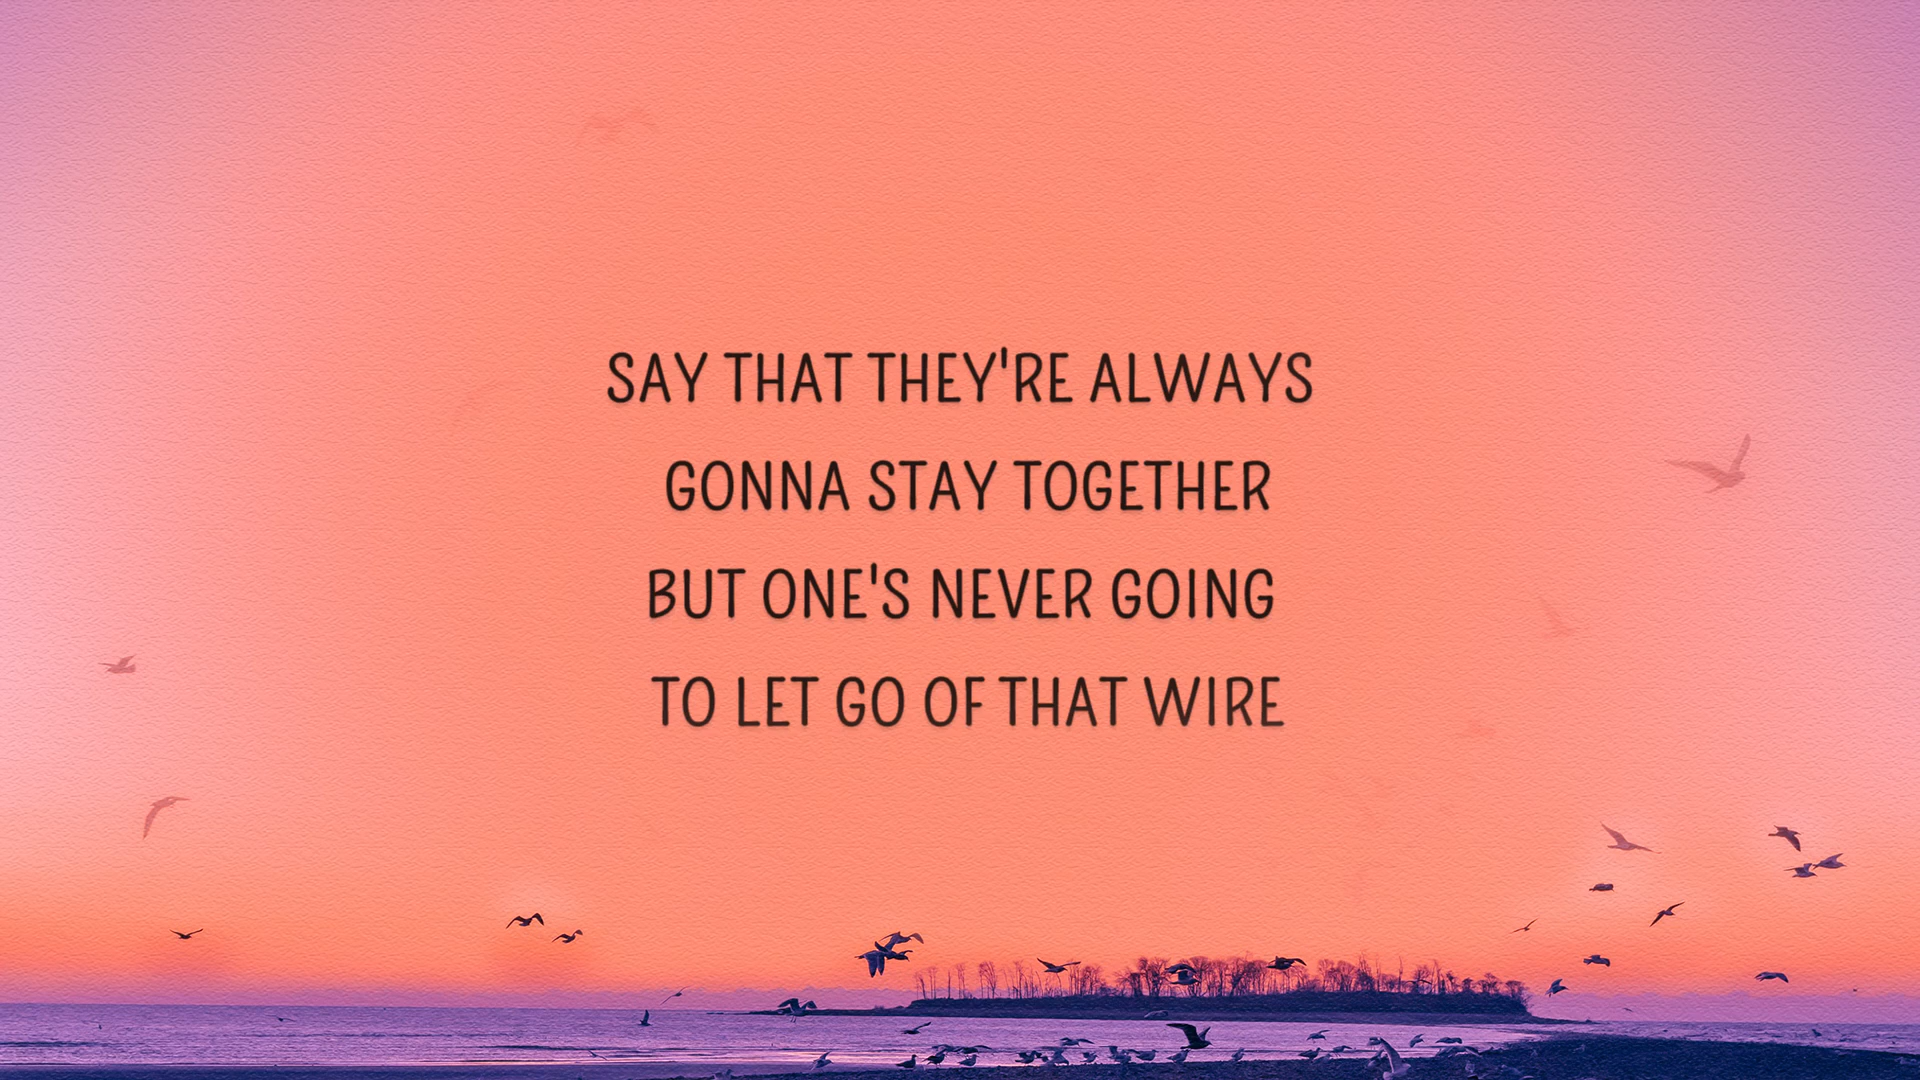 SAY THAT THEY'RE ALWAYS
GONNA STAY TOGETHER
BUT ONE'S NEVER GOING
TO LET GO OF THAT WIRE